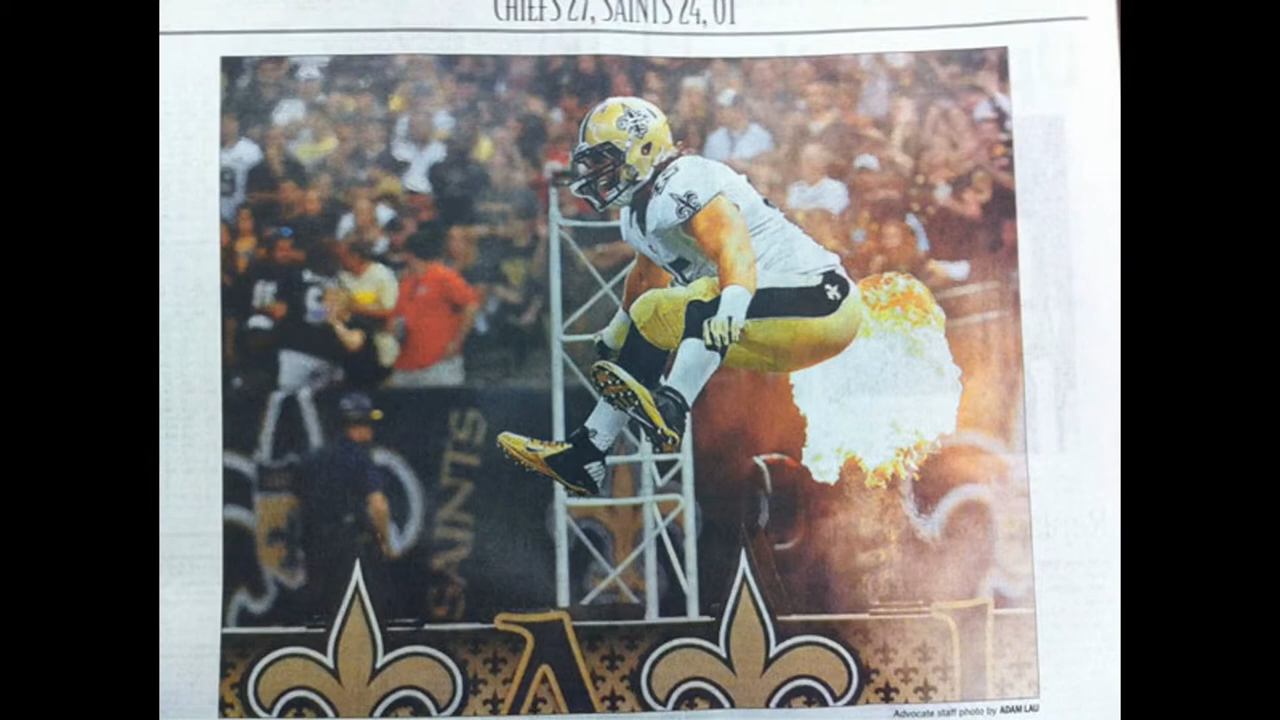 CHIEFS 27, SAINTS 24, OT
SAINTS
Advocate staff photo by ADAM LAU